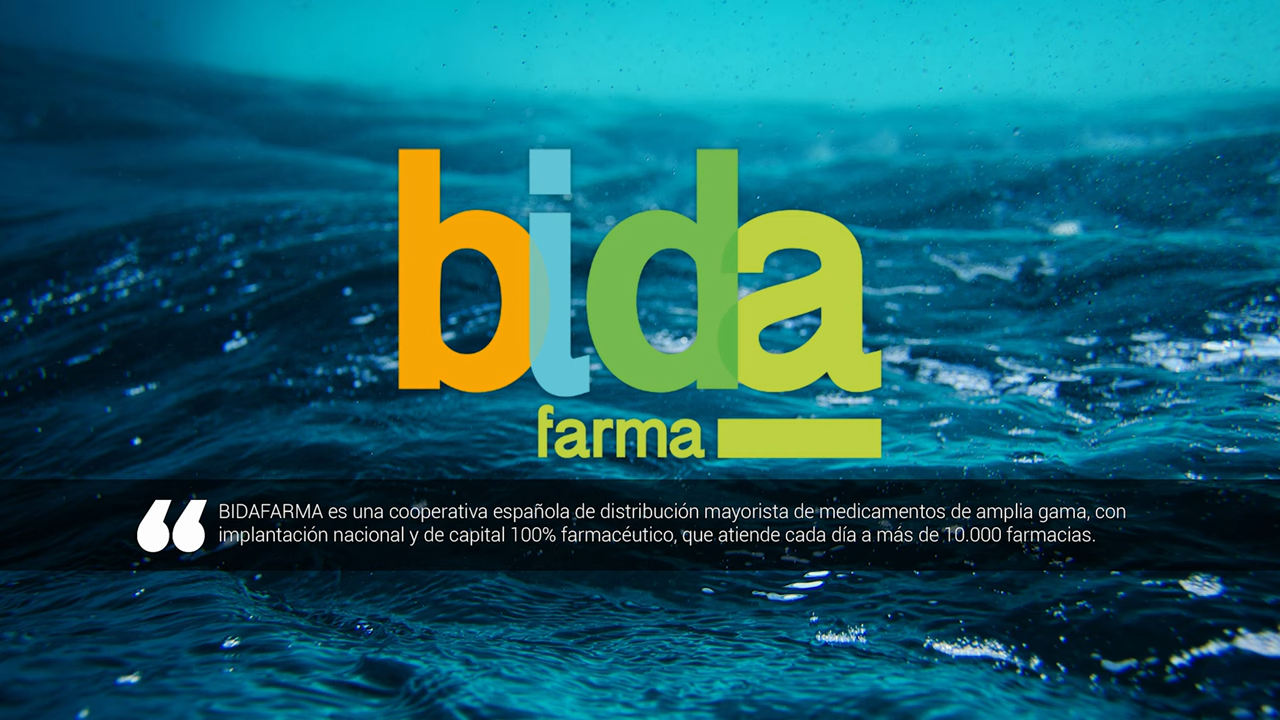 bida
farma
BIDAFARMA es una cooperativa española de distribución mayorista de medicamentos de amplia gama, con
implantación nacional y de capital 100% farmacéutico, que atiende cada día a más de 10.000 farmacias.